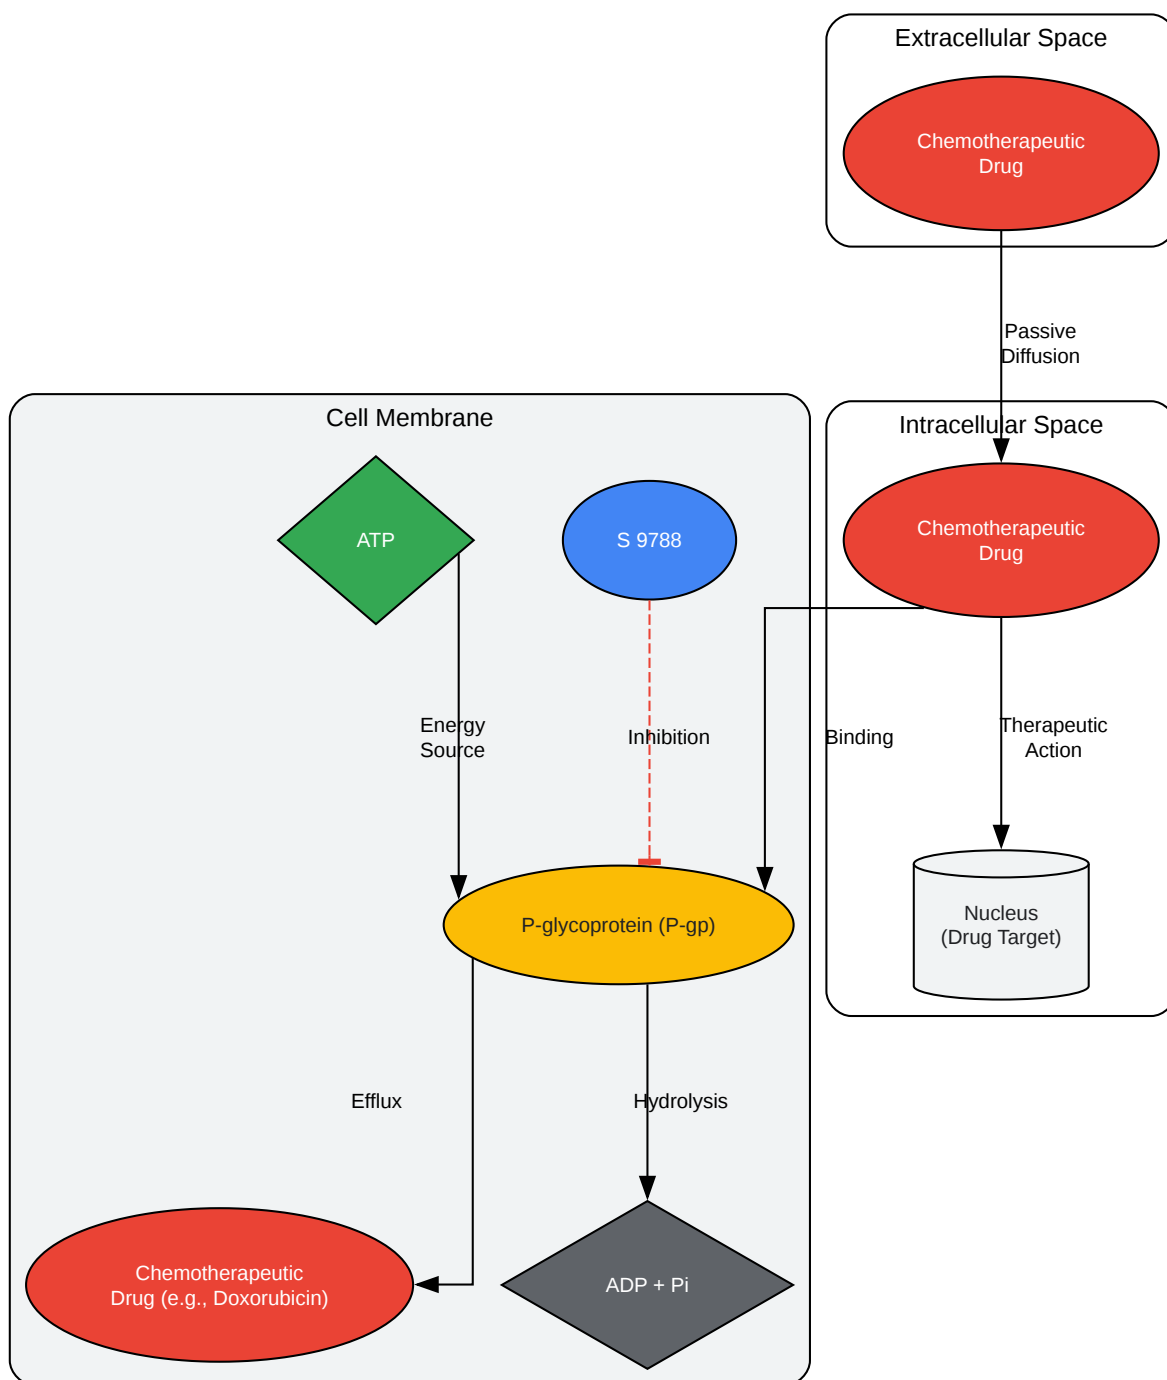 Extracellular Space
Chemotherapeutic
Drug
Passive
Diffusion
Cell Membrane
Intracellular Space
ATP
S 9788
Chemotherapeutic
Drug
Energy
Source
Inhibition
Binding
Therapeutic
Action
P-glycoprotein (P-gp)
Nucleus
(Drug Target)
Efflux
Hydrolysis
Chemotherapeutic
Drug (e.g., Doxorubicin)
ADP + Pi